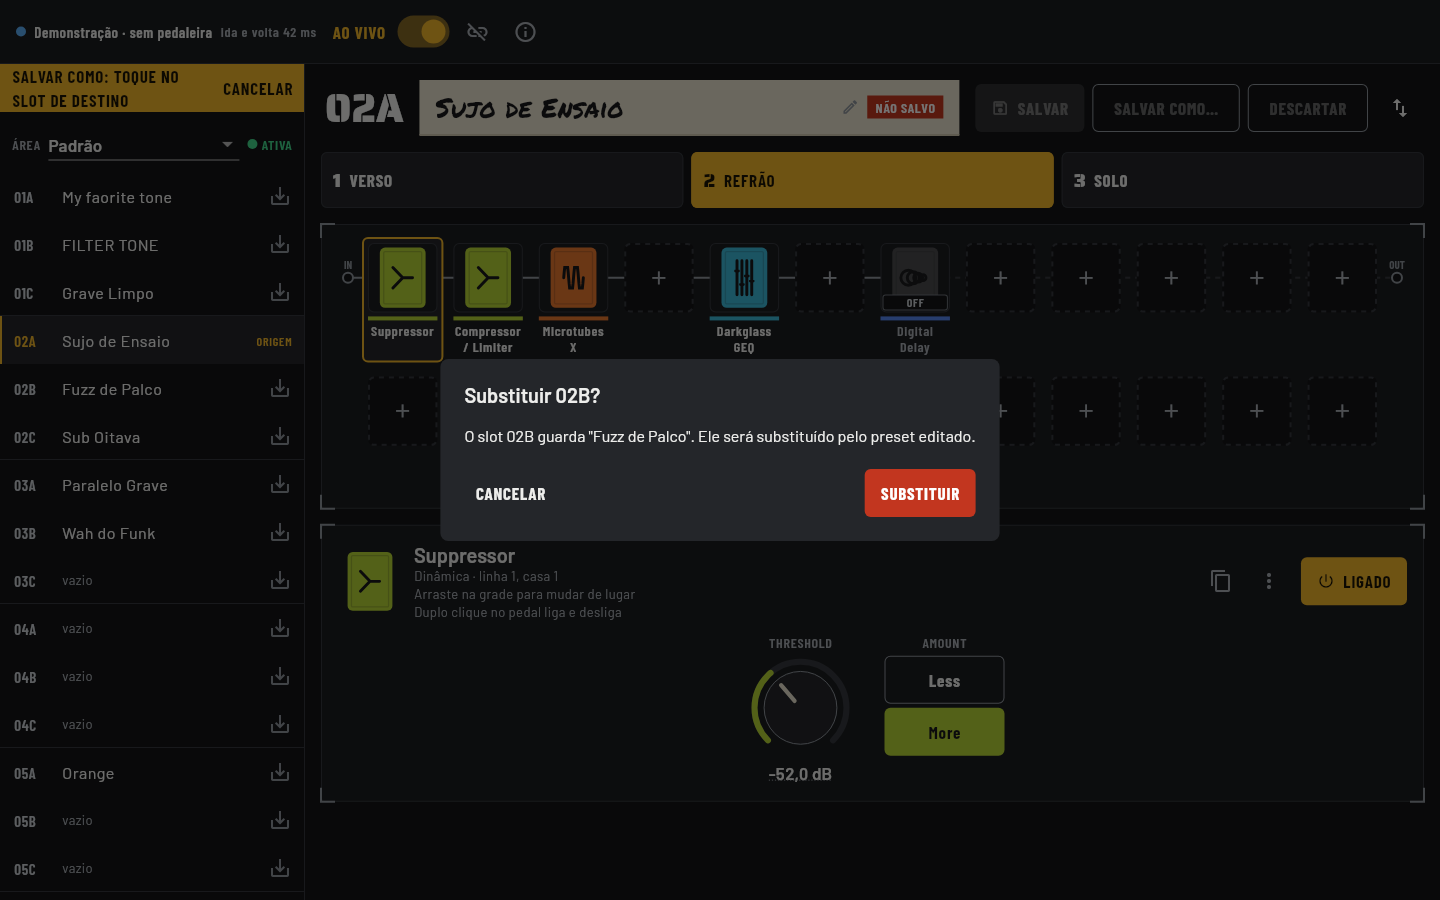 Demonstração · sem pedaleira Ida e volta 42 ms AO VIVO
SALVAR COMO: TOQUE NO
SLOT DE DESTINO
CANCELAR
ÁREA Padrão ATIVA
01A My faorite tone
01B FILTER TONE
01C Grave Limpo
02A Sujo de Ensaio ORIGEM
02B Fuzz de Palco
02C Sub Oitava
03A Paralelo Grave
03B Wah do Funk
03C vazio
04A vazio
04B vazio
04C vazio
05A Orange
05B vazio
05C vazio
02A Sujo de Ensaio NÃO SALVO SALVAR SALVAR COMO... DESCARTAR
1 VERSO
2 REFRÃO
3 SOLO
IN
OUT
OFF
Suppressor
Compressor
/ Limiter
Microtubes
X
Darkglass
GEQ
Digital
Delay
Substituir 02B?
O slot 02B guarda "Fuzz de Palco". Ele será substituído pelo preset editado.
CANCELAR
SUBSTITUIR
Suppressor
Dinâmica · linha 1, casa 1
Arraste na grade para mudar de lugar
Duplo clique no pedal liga e desliga
LIGADO
THRESHOLD
-52,0 dB
AMOUNT
Less
More